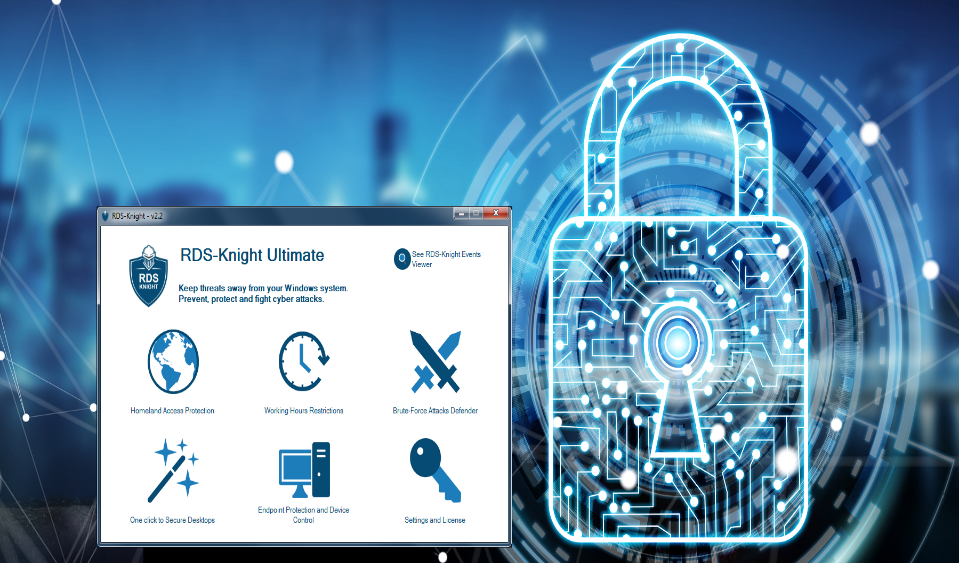 RDS-Knight - v2.2
RDS-Knight Ultimate
See RDS-Knight Events
Viewer
RDS
KNIGHT
Keep threats away from your Windows system.
Prevent, protect and fight cyber attacks.
Homeland Access Protection
Working Hours Restrictions
Brute-Force Attacks Defender
One click to Secure Desktops
Endpoint Protection and Device
Control
Settings and License